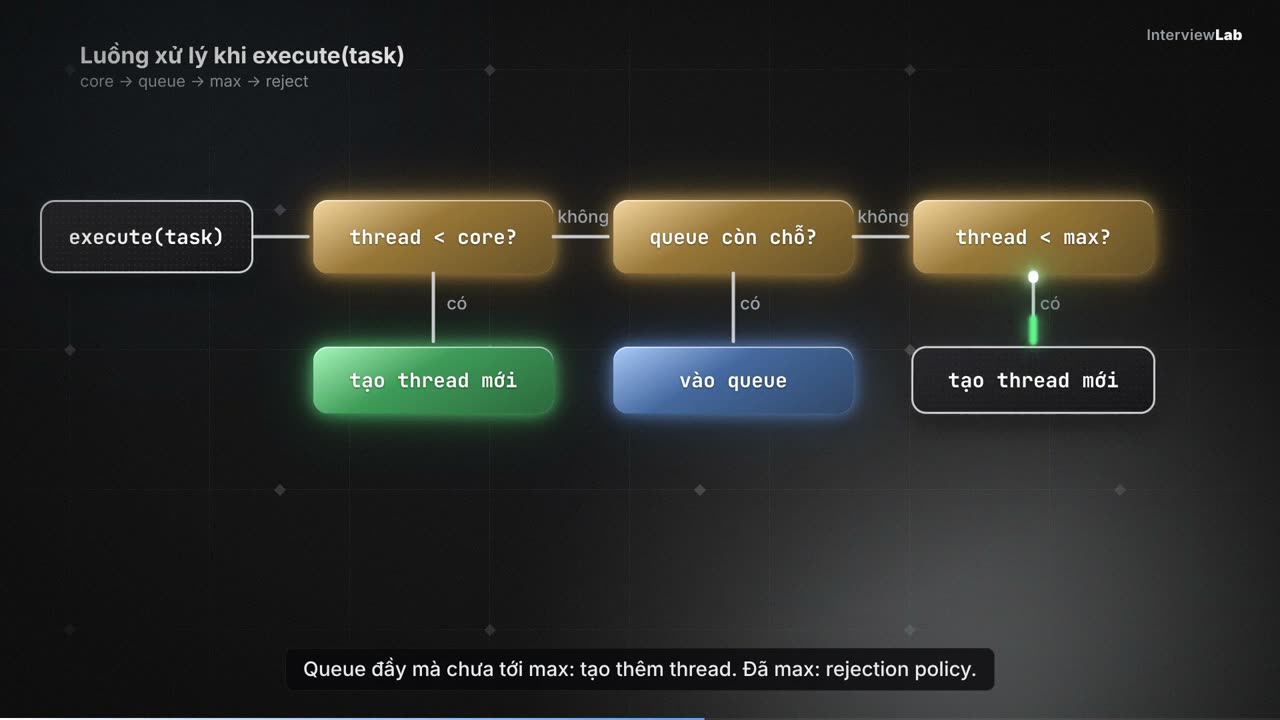 Luồng xử lý khi execute(task)
core → queue → max → reject
InterviewLab
execute(task)
thread < core?
không
queue còn chỗ?
không
thread < max?
có
có
có
tạo thread mới
vào queue
tạo thread mới
Queue đầy mà chưa tới max: tạo thêm thread. Đã max: rejection policy.